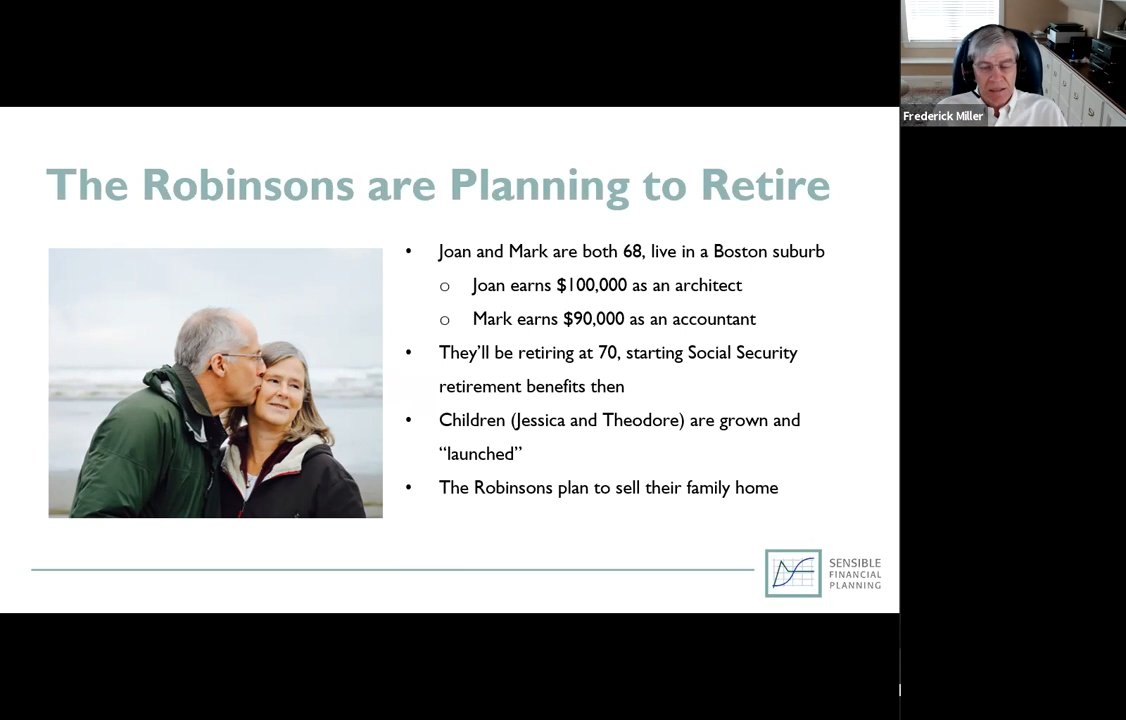 Frederick Miller
The Robinsons are Planning to Retire
• Joan and Mark are both 68, live in a Boston suburb
o Joan earns $100,000 as an architect
o Mark earns $90,000 as an accountant
• They’ll be retiring at 70, starting Social Security
retirement benefits then
• Children (Jessica and Theodore) are grown and
“launched”
• The Robinsons plan to sell their family home
SENSIBLE
FINANCIAL
PLANNING